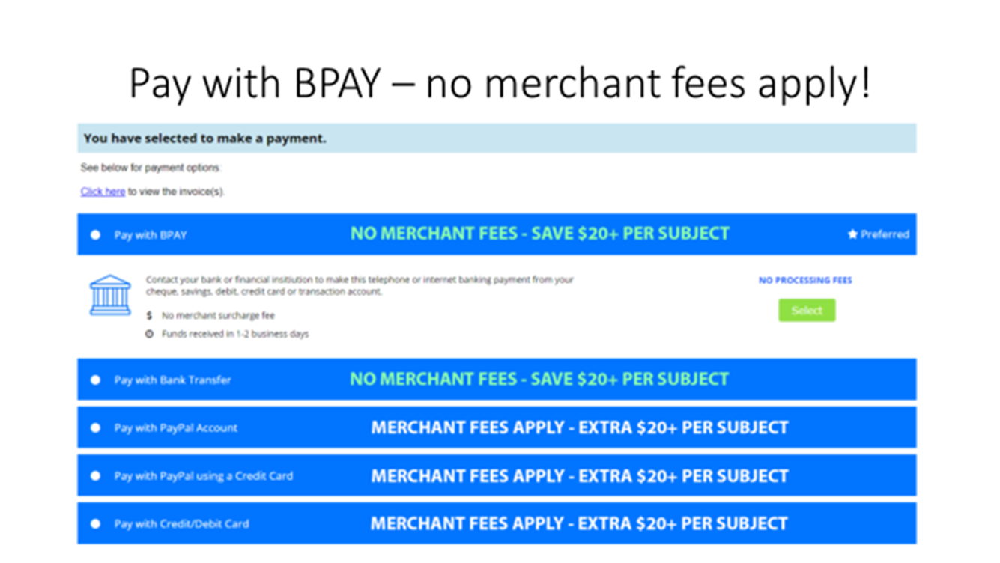 Pay with BPAY – no merchant fees apply!
You have selected to make a payment.
See below for payment options:
Click here to view the invoice(s).
Pay with BPAY NO MERCHANT FEES - SAVE $20+ PER SUBJECT Preferred
Contact your bank or financial insitiution to make this telephone or internet banking payment from your
cheque, savings, debit, credit card or transaction account.
NO PROCESSING FEES
$ No merchant surcharge fee
Select
Funds received in 1-2 business days
Pay with Bank Transfer NO MERCHANT FEES - SAVE $20+ PER SUBJECT
Pay with PayPal Account MERCHANT FEES APPLY - EXTRA $20+ PER SUBJECT
Pay with PayPal using a Credit Card MERCHANT FEES APPLY - EXTRA $20+ PER SUBJECT
Pay with Credit/Debit Card MERCHANT FEES APPLY - EXTRA $20+ PER SUBJECT